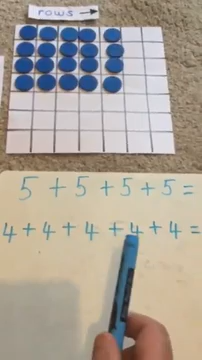 rows →
5 + 5 + 5 + 5 =
4 + 4 + 4 + 4 + 4 =